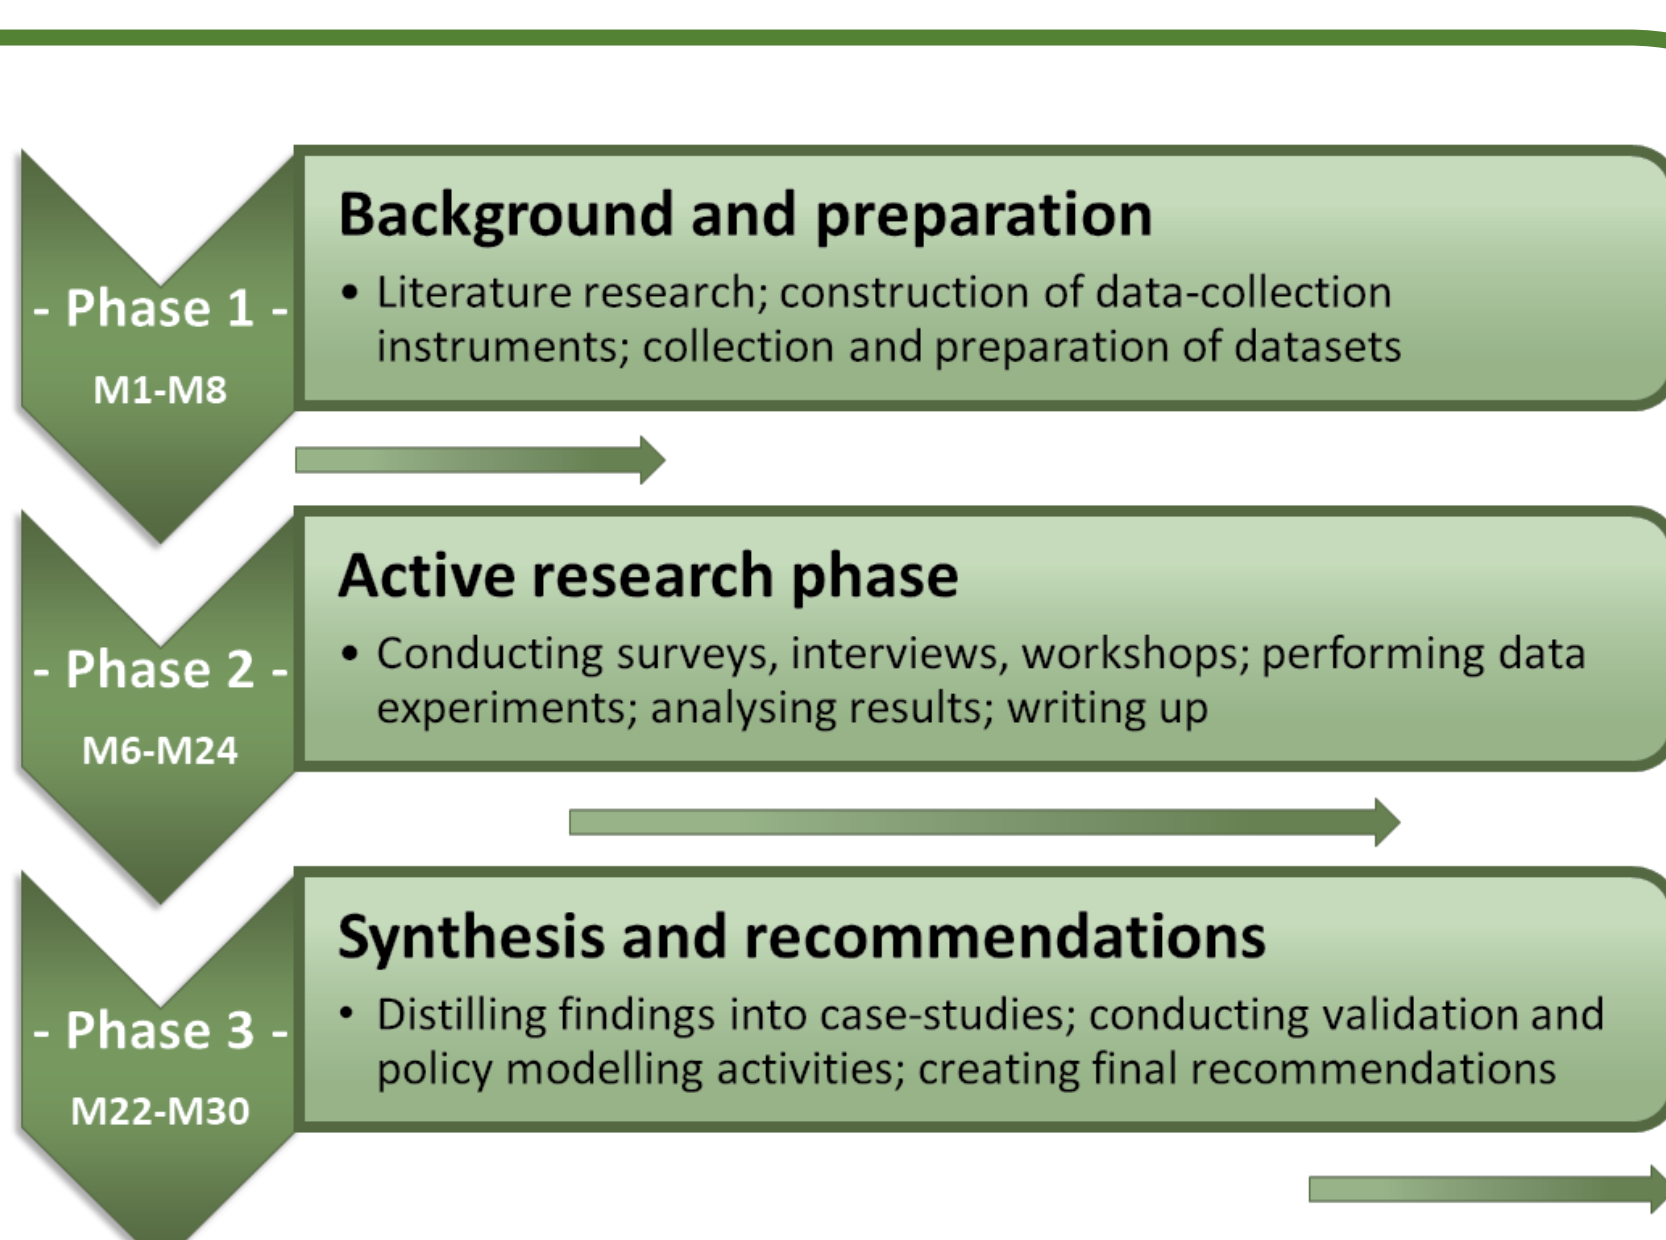 - Phase 1 -
M1-M8
Background and preparation
• Literature research; construction of data-collection
instruments; collection and preparation of datasets
- Phase 2 -
M6-M24
Active research phase
• Conducting surveys, interviews, workshops; performing data
experiments; analysing results; writing up
- Phase 3 -
M22-M30
Synthesis and recommendations
• Distilling findings into case-studies; conducting validation and
policy modelling activities; creating final recommendations